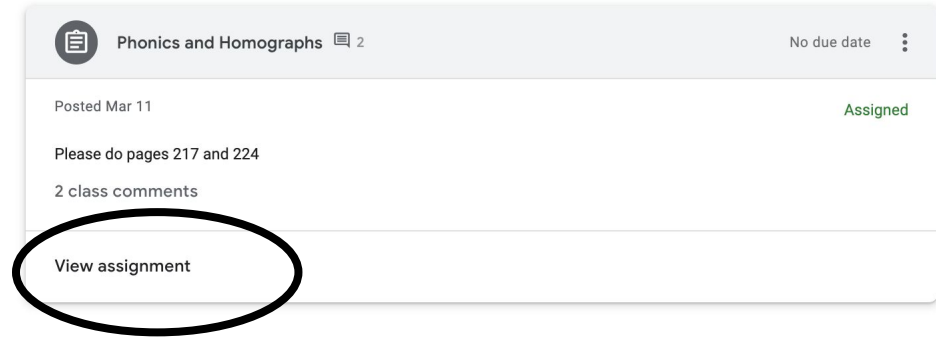 Phonics and Homographs 2 No due date
Posted Mar 11 Assigned
Please do pages 217 and 224
2 class comments
View assignment